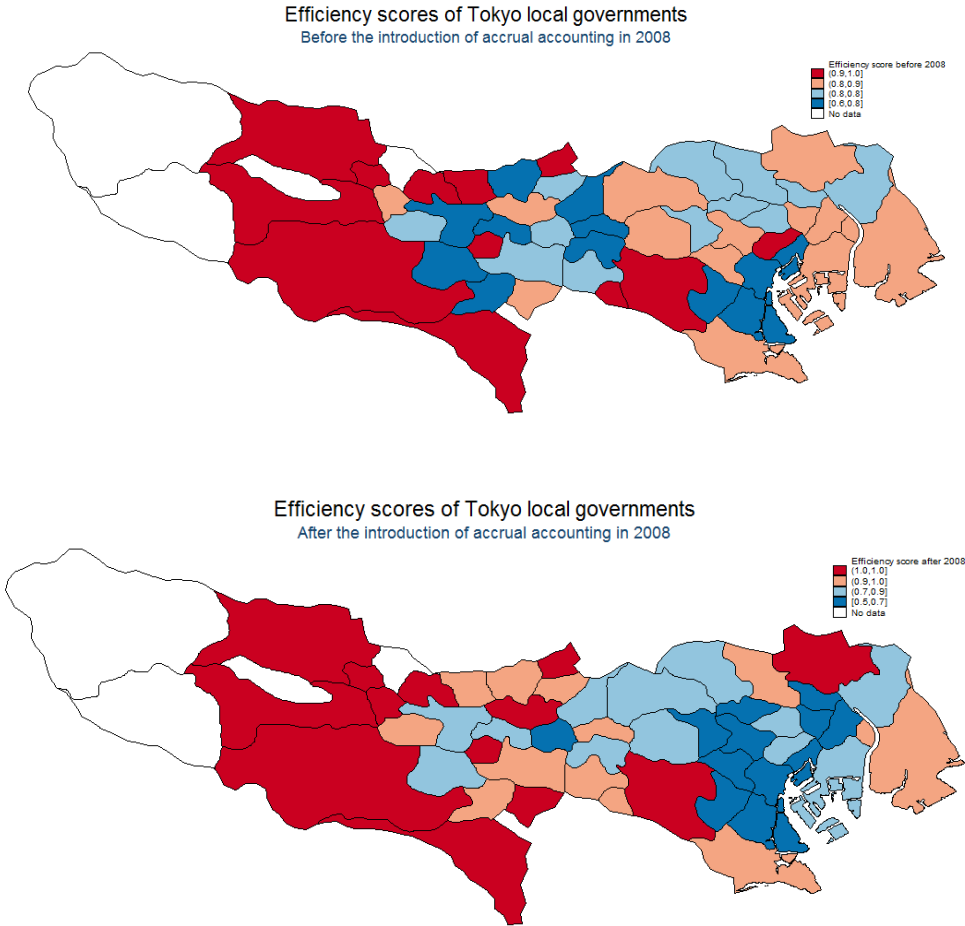 Efficiency scores of Tokyo local governments
Before the introduction of accrual accounting in 2008
Efficiency score before 2008
(0.9,1.0]
(0.8,0.9]
(0.8,0.8]
[0.6,0.8]
No data
Efficiency scores of Tokyo local governments
After the introduction of accrual accounting in 2008
Efficiency score after 2008
(1.0,1.0]
(0.9,1.0]
(0.7,0.9]
[0.5,0.7]
No data